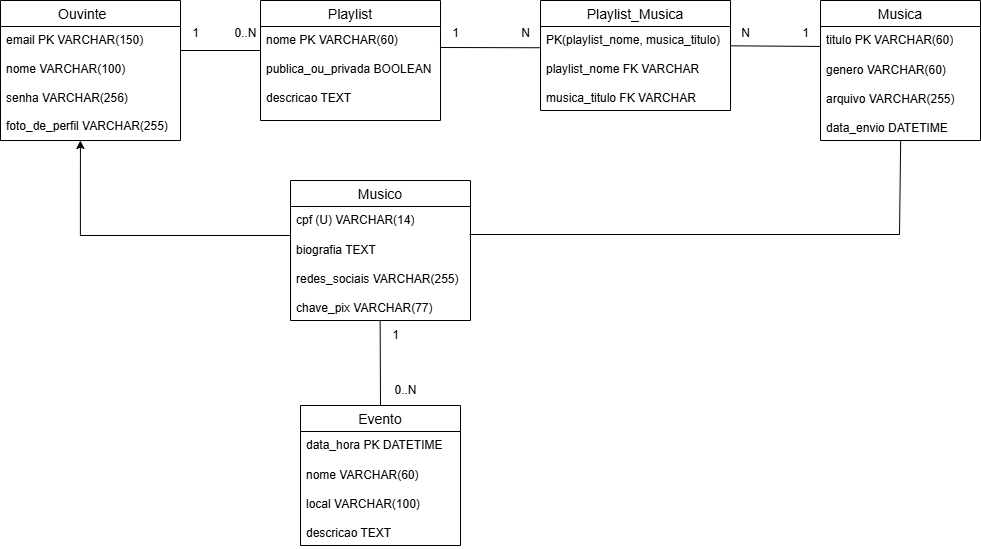 Ouvinte
email PK VARCHAR(150)
nome VARCHAR(100)
senha VARCHAR(256)
foto_de_perfil VARCHAR(255)
1
0..N
Playlist
nome PK VARCHAR(60)
publica_ou_privada BOOLEAN
descricao TEXT
1
N
Playlist_Musica
PK(playlist_nome, musica_titulo)
playlist_nome FK VARCHAR
musica_titulo FK VARCHAR
N
1
Musica
titulo PK VARCHAR(60)
genero VARCHAR(60)
arquivo VARCHAR(255)
data_envio DATETIME
Musico
cpf (U) VARCHAR(14)
biografia TEXT
redes_sociais VARCHAR(255)
chave_pix VARCHAR(77)
1
0..N
Evento
data_hora PK DATETIME
nome VARCHAR(60)
local VARCHAR(100)
descricao TEXT